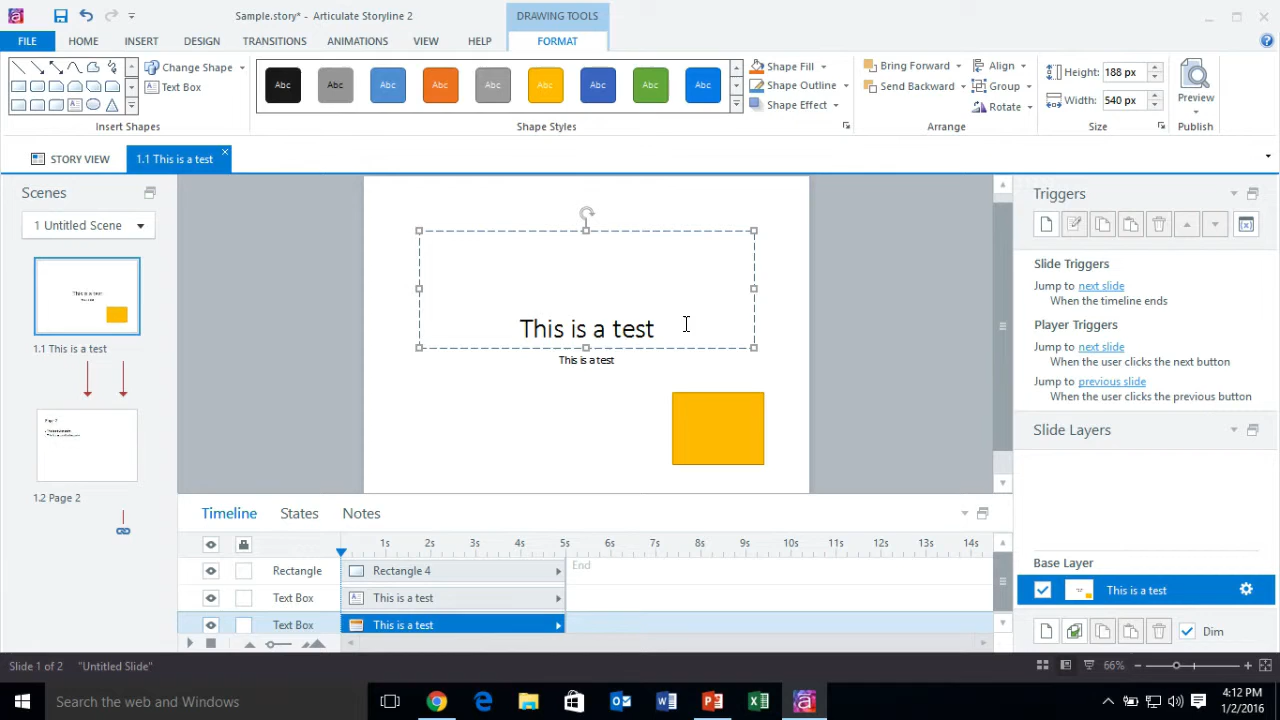 Sample.story* - Articulate Storyline 2
DRAWING TOOLS
FILE
HOME
INSERT
DESIGN
TRANSITIONS
ANIMATIONS
VIEW
HELP
FORMAT
Change Shape
Text Box
Insert Shapes
Abc Abc Abc Abc Abc Abc Abc Abc Abc
Shape Styles
Shape Fill
Shape Outline
Shape Effect
Bring Forward
Send Backward
Align
Group
Rotate
Arrange
Height: 188 px
Width: 540 px
Size
Preview
Publish
STORY VIEW
1.1 This is a test
Scenes
1 Untitled Scene
This is a test
1.1 This is a test
Page 2
1.2 Page 2
This is a test
This is a test
Triggers
Slide Triggers
Jump to next slide
When the timeline ends
Player Triggers
Jump to next slide
When the user clicks the next button
Jump to previous slide
When the user clicks the previous button
Slide Layers
Base Layer
This is a test
Dim
Timeline
States
Notes
1s 2s 3s 4s 5s 6s 7s 8s 9s 10s 11s 12s 13s 14s
Rectangle
Rectangle 4
End
Text Box
This is a test
Text Box
This is a test
Slide 1 of 2
"Untitled Slide"
66%
Search the web and Windows
4:12 PM
1/2/2016